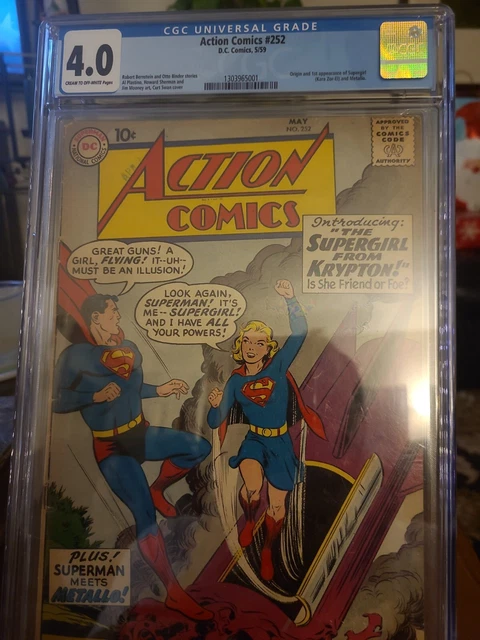 CGC UNIVERSAL GRADE
4.0
CREAM TO OFF-WHITE Pages
Action Comics #252
D.C. Comics, 5/59
Robert Bernstein and Otto Binder stories
Al Plastino, Howard Sherman and
Jim Mooney art, Curt Swan cover
1303965001
Origin and 1st appearance of Supergirl
(Kara Zor-El) and Metallo.
CGC
10¢
MAY
NO. 252
APPROVED
BY THE
COMICS
CODE
AUTHORITY
SUPERMAN
DC
NATIONAL COMICS
ACTION
COMICS
Introducing:
"THE
SUPERGIRL
FROM
KRYPTON!"
Is She Friend or Foe?
GREAT GUNS! A
GIRL, FLYING! IT--UH--
MUST BE AN ILLUSION!
LOOK AGAIN,
SUPERMAN! IT'S
ME-- SUPERGIRL!
AND I HAVE ALL
YOUR POWERS!
S
S
PLUS!
SUPERMAN
MEETS
METALLO!